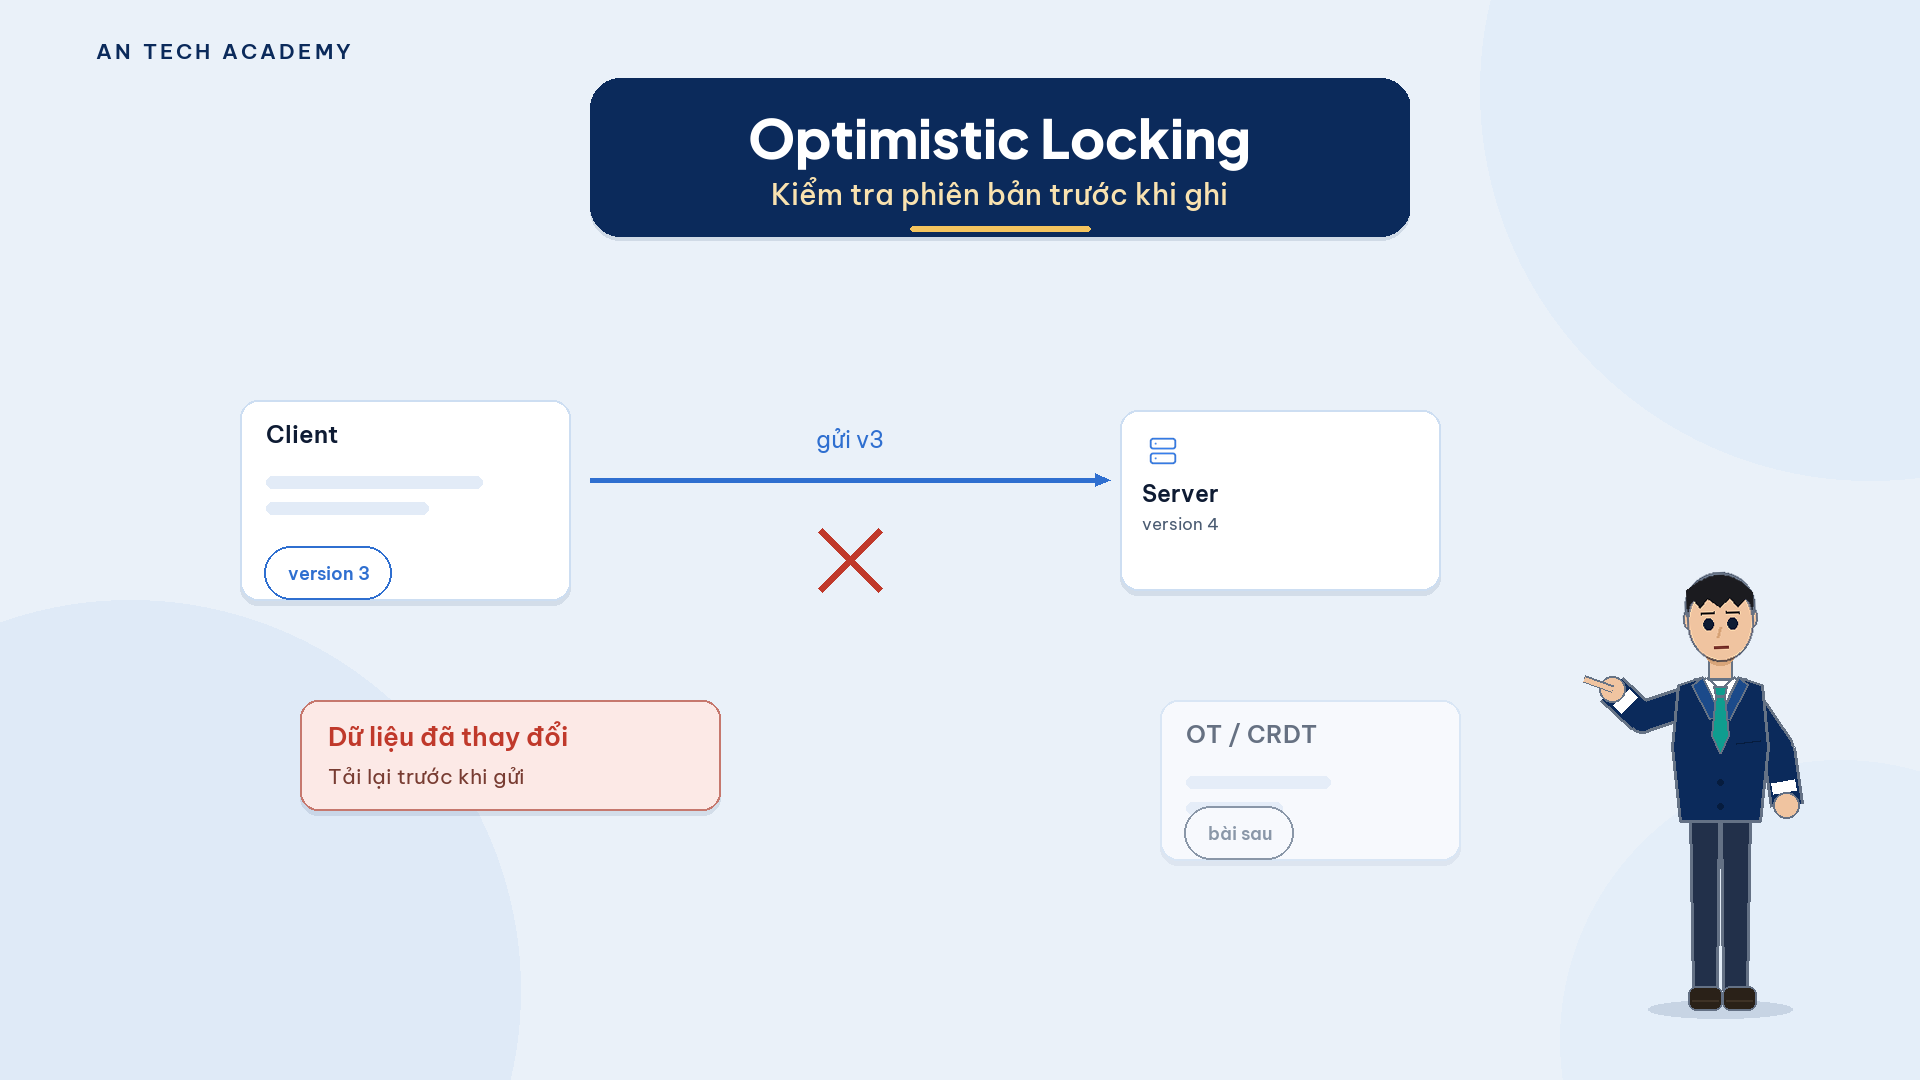 AN TECH ACADEMY
Optimistic Locking
Kiểm tra phiên bản trước khi ghi
Client
version 3
gửi v3
Server
version 4
Dữ liệu đã thay đổi
Tải lại trước khi gửi
OT / CRDT
bài sau